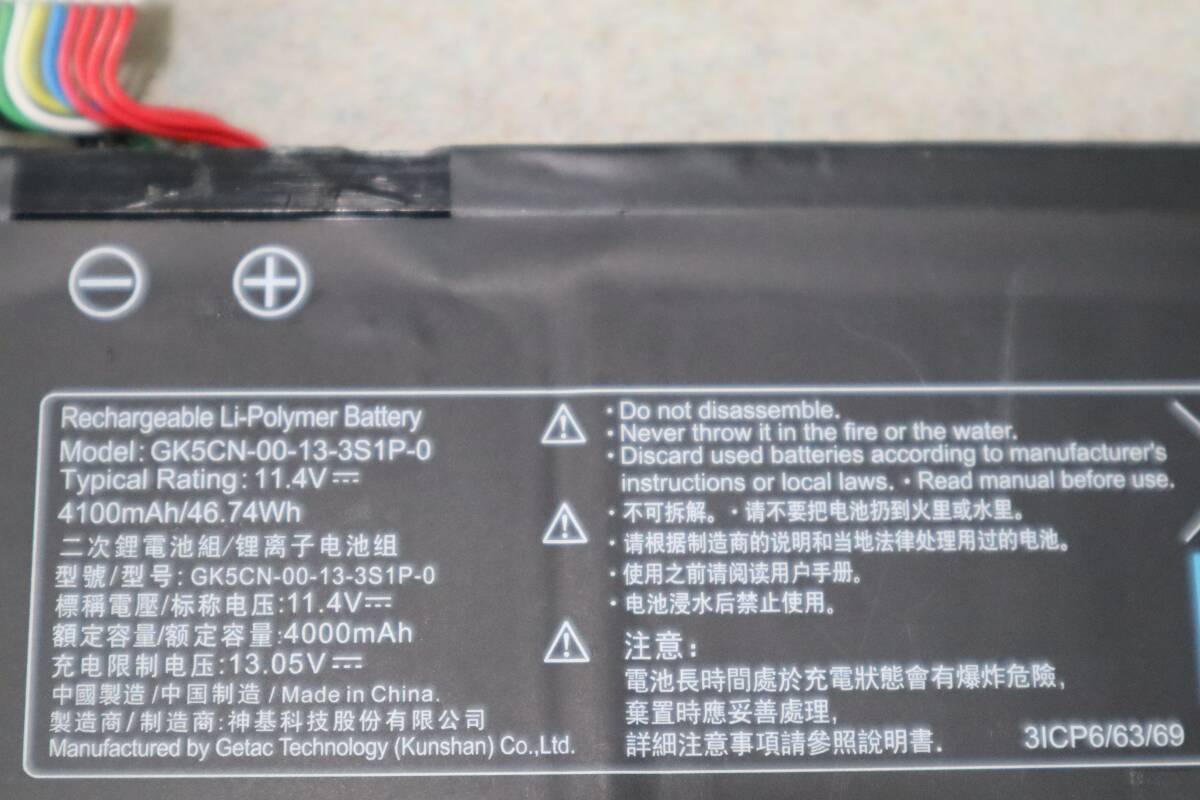 Rechargeable Li-Polymer Battery
Model: GK5CN-00-13-3S1P-0
Typical Rating: 11.4V
4100mAh/46.74Wh
二次鋰電池組/锂离子电池组
型號/型号: GK5CN-00-13-3S1P-0
標稱電壓/标称电压:11.4V
額定容量/额定容量:4000mAh
充电限制电压:13.05V
中國製造/中国制造/Made in China.
製造商/制造商:神基科技股份有限公司
Manufactured by Getac Technology (Kunshan) Co.,Ltd.
· Do not disassemble.
· Never throw it in the fire or the water.
· Discard used batteries according to manufacturer's
instructions or local laws. · Read manual before use.
· 不可拆解。· 请不要把电池扔到火里或水里。
· 请根据制造商的说明和当地法律处理用过的电池。
· 使用之前请阅读用户手册。
· 电池浸水后禁止使用。
注意:
電池長時間處於充電狀態會有爆炸危險,
棄置時應妥善處理,
詳細注意事項請參照說明書.
3ICP6/63/69